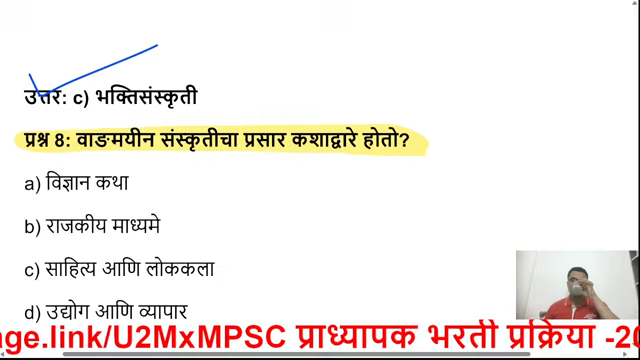 उत्तर: c) भक्तिसंस्कृती
प्रश्न 8: वाङमयीन संस्कृतीचा प्रसार कशाद्वारे होतो?
a) विज्ञान कथा
b) राजकीय माध्यमे
c) साहित्य आणि लोककला
d) उद्योग आणि व्यापार
age.link/U2MxMPSC प्राध्यापक भरती प्रक्रिया -20